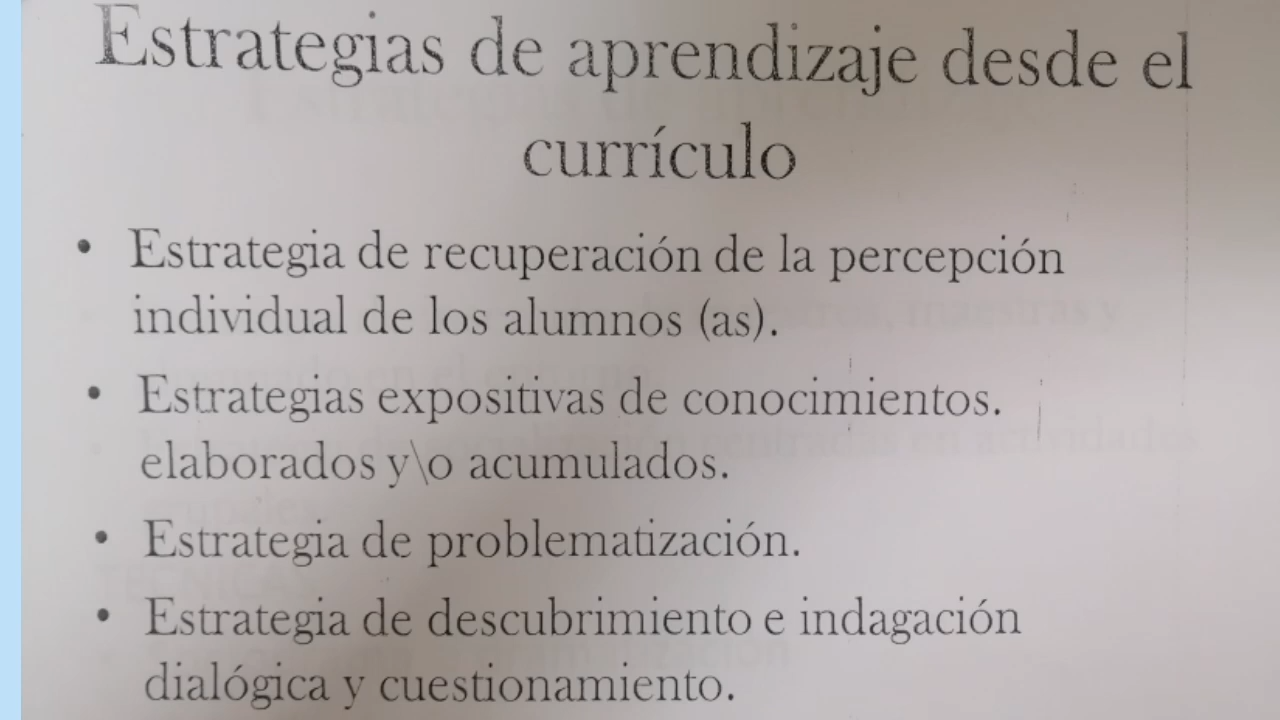 Estrategias de aprendizaje desde el
currículo
• Estrategia de recuperación de la percepción
individual de los alumnos (as).
• Estrategias expositivas de conocimientos.
elaborados y\o acumulados.
• Estrategia de problematización.
• Estrategia de descubrimiento e indagación
dialógica y cuestionamiento.